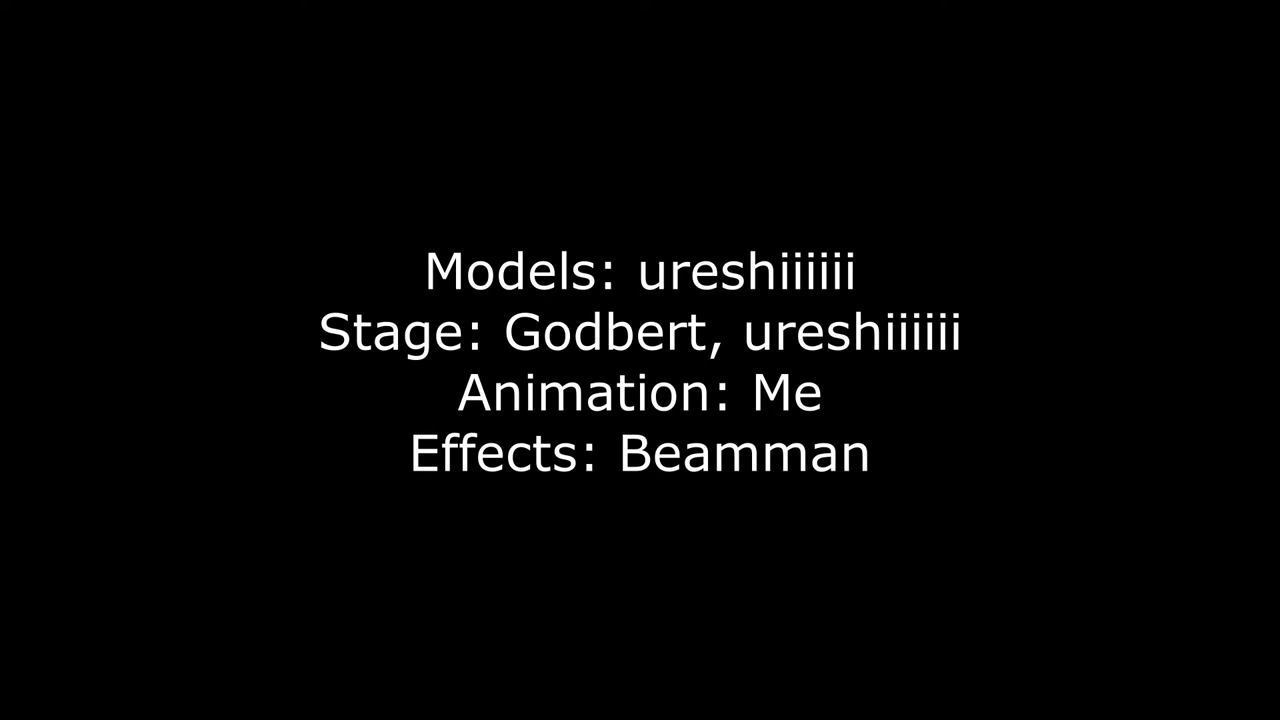 Models: ureshiiiiii
Stage: Godbert, ureshiiiiii
Animation: Me
Effects: Beamman